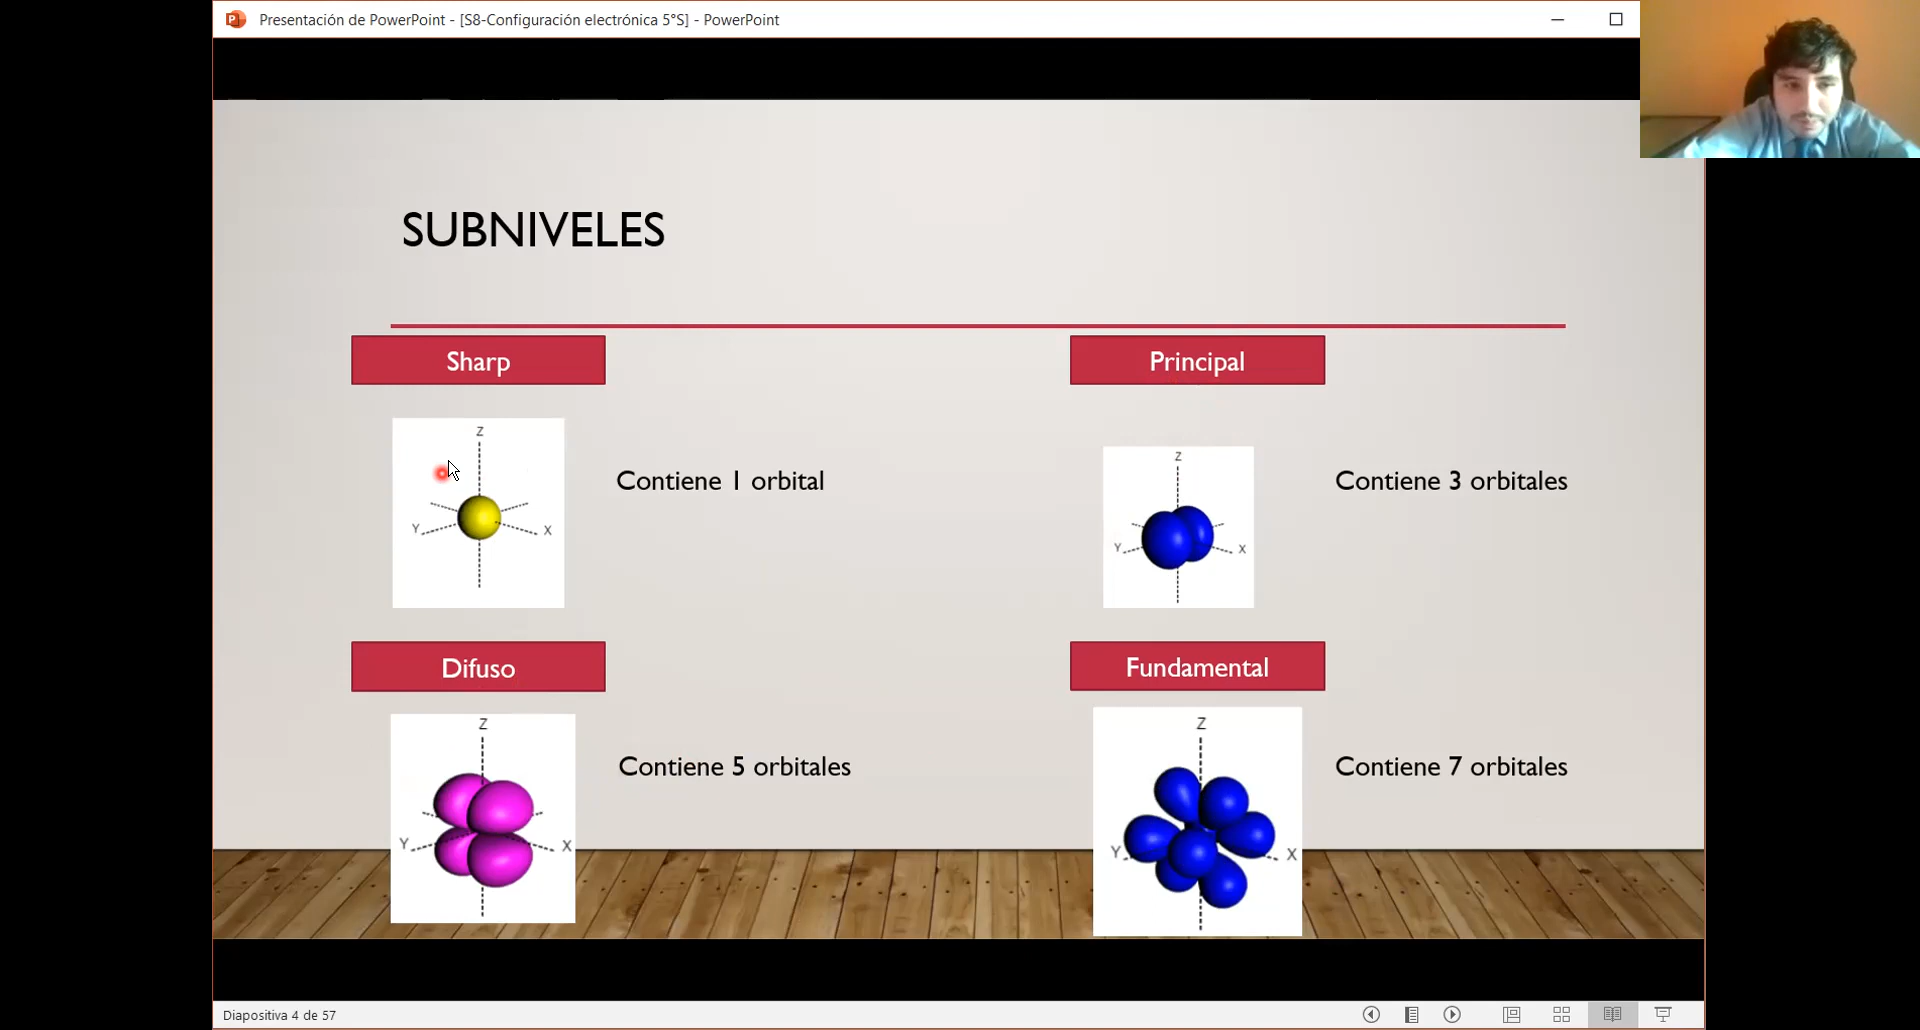 Presentación de PowerPoint - [S8-Configuración electrónica 5°S] - PowerPoint
SUBNIVELES
Sharp
Principal
Z
Y
X
Contiene 1 orbital
Z
Y
X
Contiene 3 orbitales
Difuso
Fundamental
Z
Y
X
Contiene 5 orbitales
Z
Y
X
Contiene 7 orbitales
Diapositiva 4 de 57